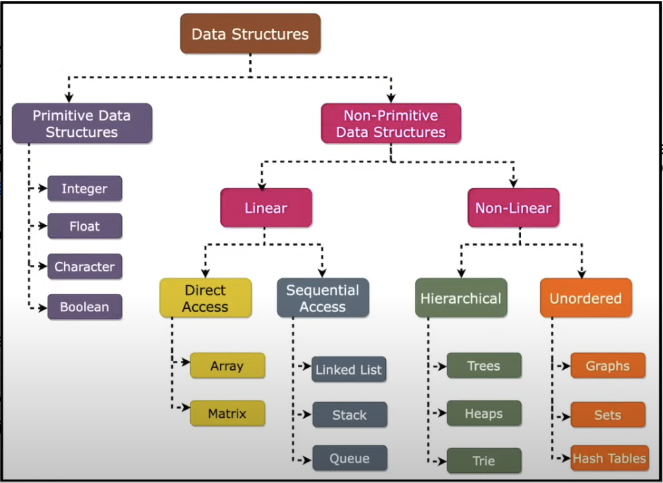 Data Structures
Primitive Data
Structures
Non-Primitive
Data Structures
Integer
Float
Character
Boolean
Linear
Non-Linear
Direct
Access
Sequential
Access
Hierarchical
Unordered
Array
Matrix
Linked List
Stack
Queue
Trees
Heaps
Trie
Graphs
Sets
Hash Tables